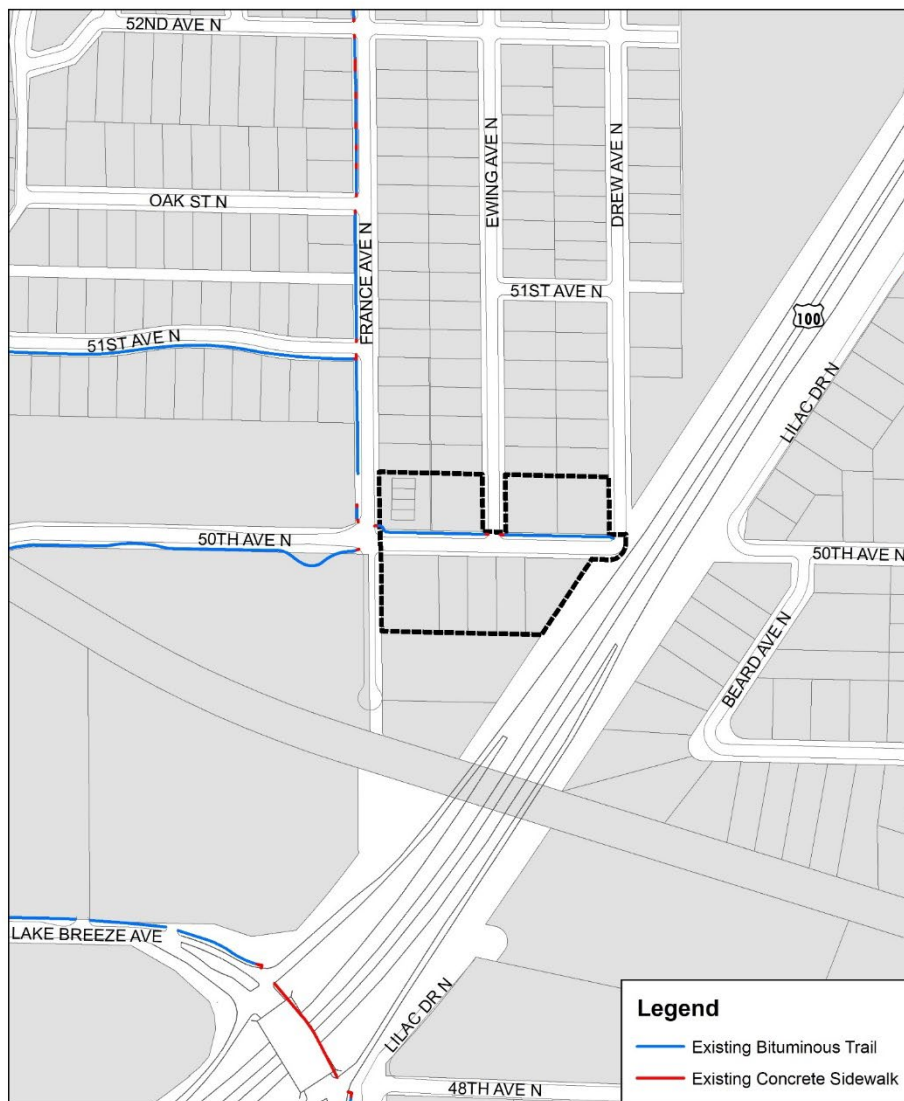 52ND AVE N
OAK ST N
FRANCE AVE N
EWING AVE N
DREW AVE N
51ST AVE N
100
51ST AVE N
LILAC DR N
50TH AVE N
50TH AVE N
BEARD AVE N
LAKE BREEZE AVE
LILAC DR N
48TH AVE N
Legend
Existing Bituminous Trail
Existing Concrete Sidewalk